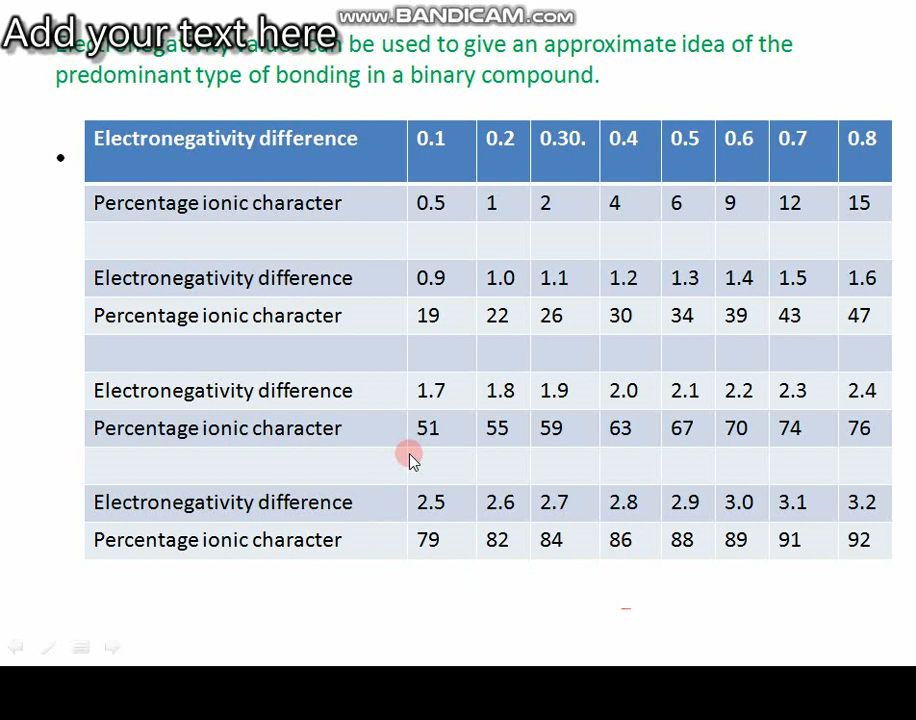 www.BANDICAM.com
Add your text here
Electronegativity values can be used to give an approximate idea of the
predominant type of bonding in a binary compound.
• Electronegativity difference 0.1 0.2 0.30. 0.4 0.5 0.6 0.7 0.8
Percentage ionic character 0.5 1 2 4 6 9 12 15
Electronegativity difference 0.9 1.0 1.1 1.2 1.3 1.4 1.5 1.6
Percentage ionic character 19 22 26 30 34 39 43 47
Electronegativity difference 1.7 1.8 1.9 2.0 2.1 2.2 2.3 2.4
Percentage ionic character 51 55 59 63 67 70 74 76
Electronegativity difference 2.5 2.6 2.7 2.8 2.9 3.0 3.1 3.2
Percentage ionic character 79 82 84 86 88 89 91 92